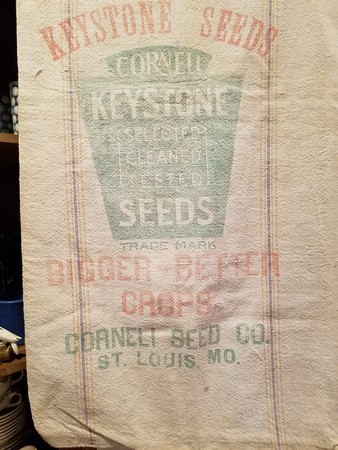 KEYSTONE SEEDS
CORNELI
KEYSTONE
SELECTED
CLEANED
TESTED
SEEDS
TRADE MARK
BIGGER-BETTER
CROPS
CORNELI SEED CO.
ST. LOUIS, MO.